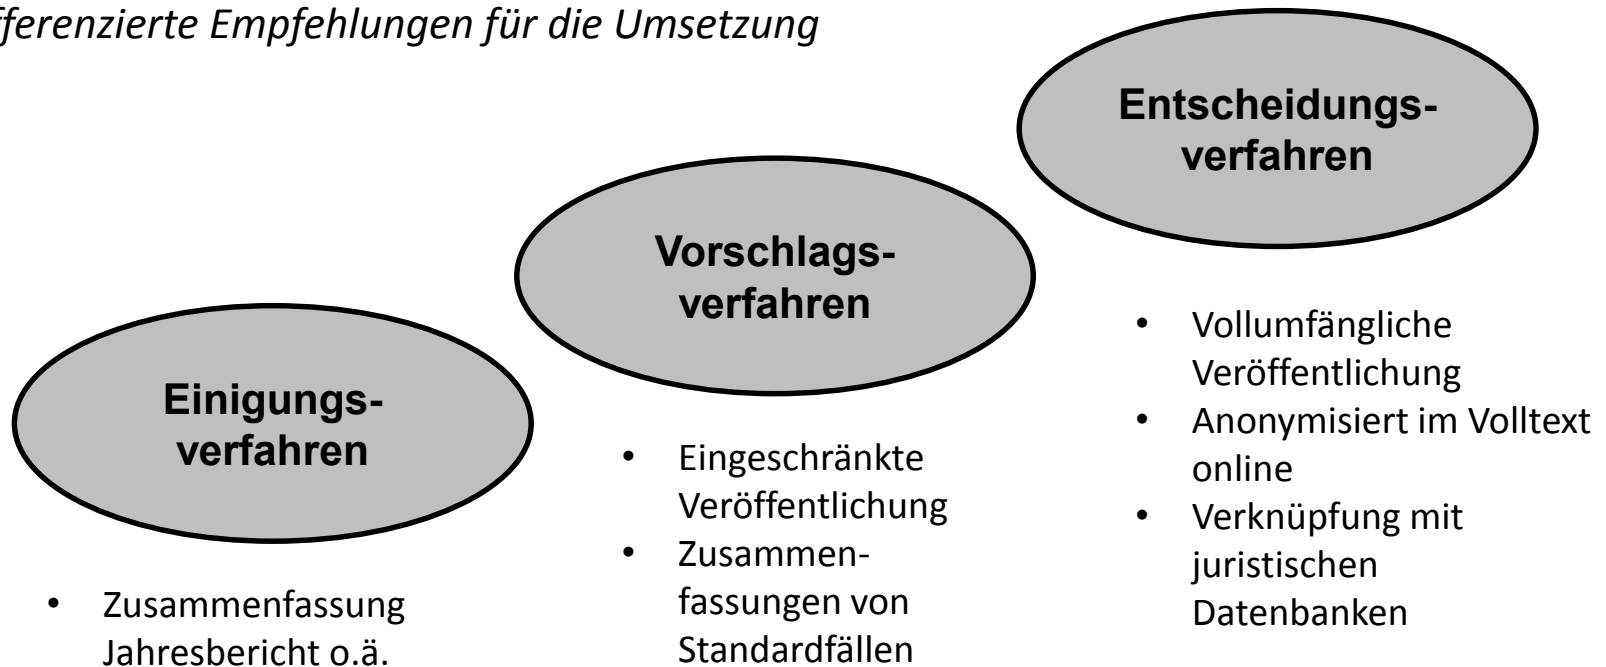 fferenzierte Empfehlungen für die Umsetzung
Einigungs-
verfahren
• Zusammenfassung
Jahresbericht o.ä.
Vorschlags-
verfahren
• Eingeschränkte
Veröffentlichung
• Zusammen-
fassungen von
Standardfällen
Entscheidungs-
verfahren
• Vollumfängliche
Veröffentlichung
• Anonymisiert im Volltext
online
• Verknüpfung mit
juristischen
Datenbanken